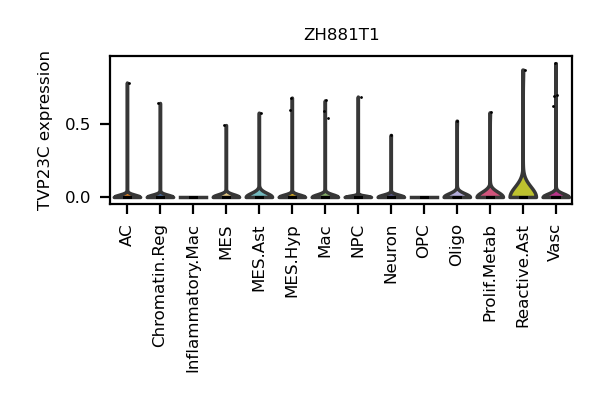 ZH881T1
TVP23C expression
0.5
0.0
AC
Chromatin.Reg
Inflammatory.Mac
MES
MES.Ast
MES.Hyp
Mac
NPC
Neuron
OPC
Oligo
Prolif.Metab
Reactive.Ast
Vasc